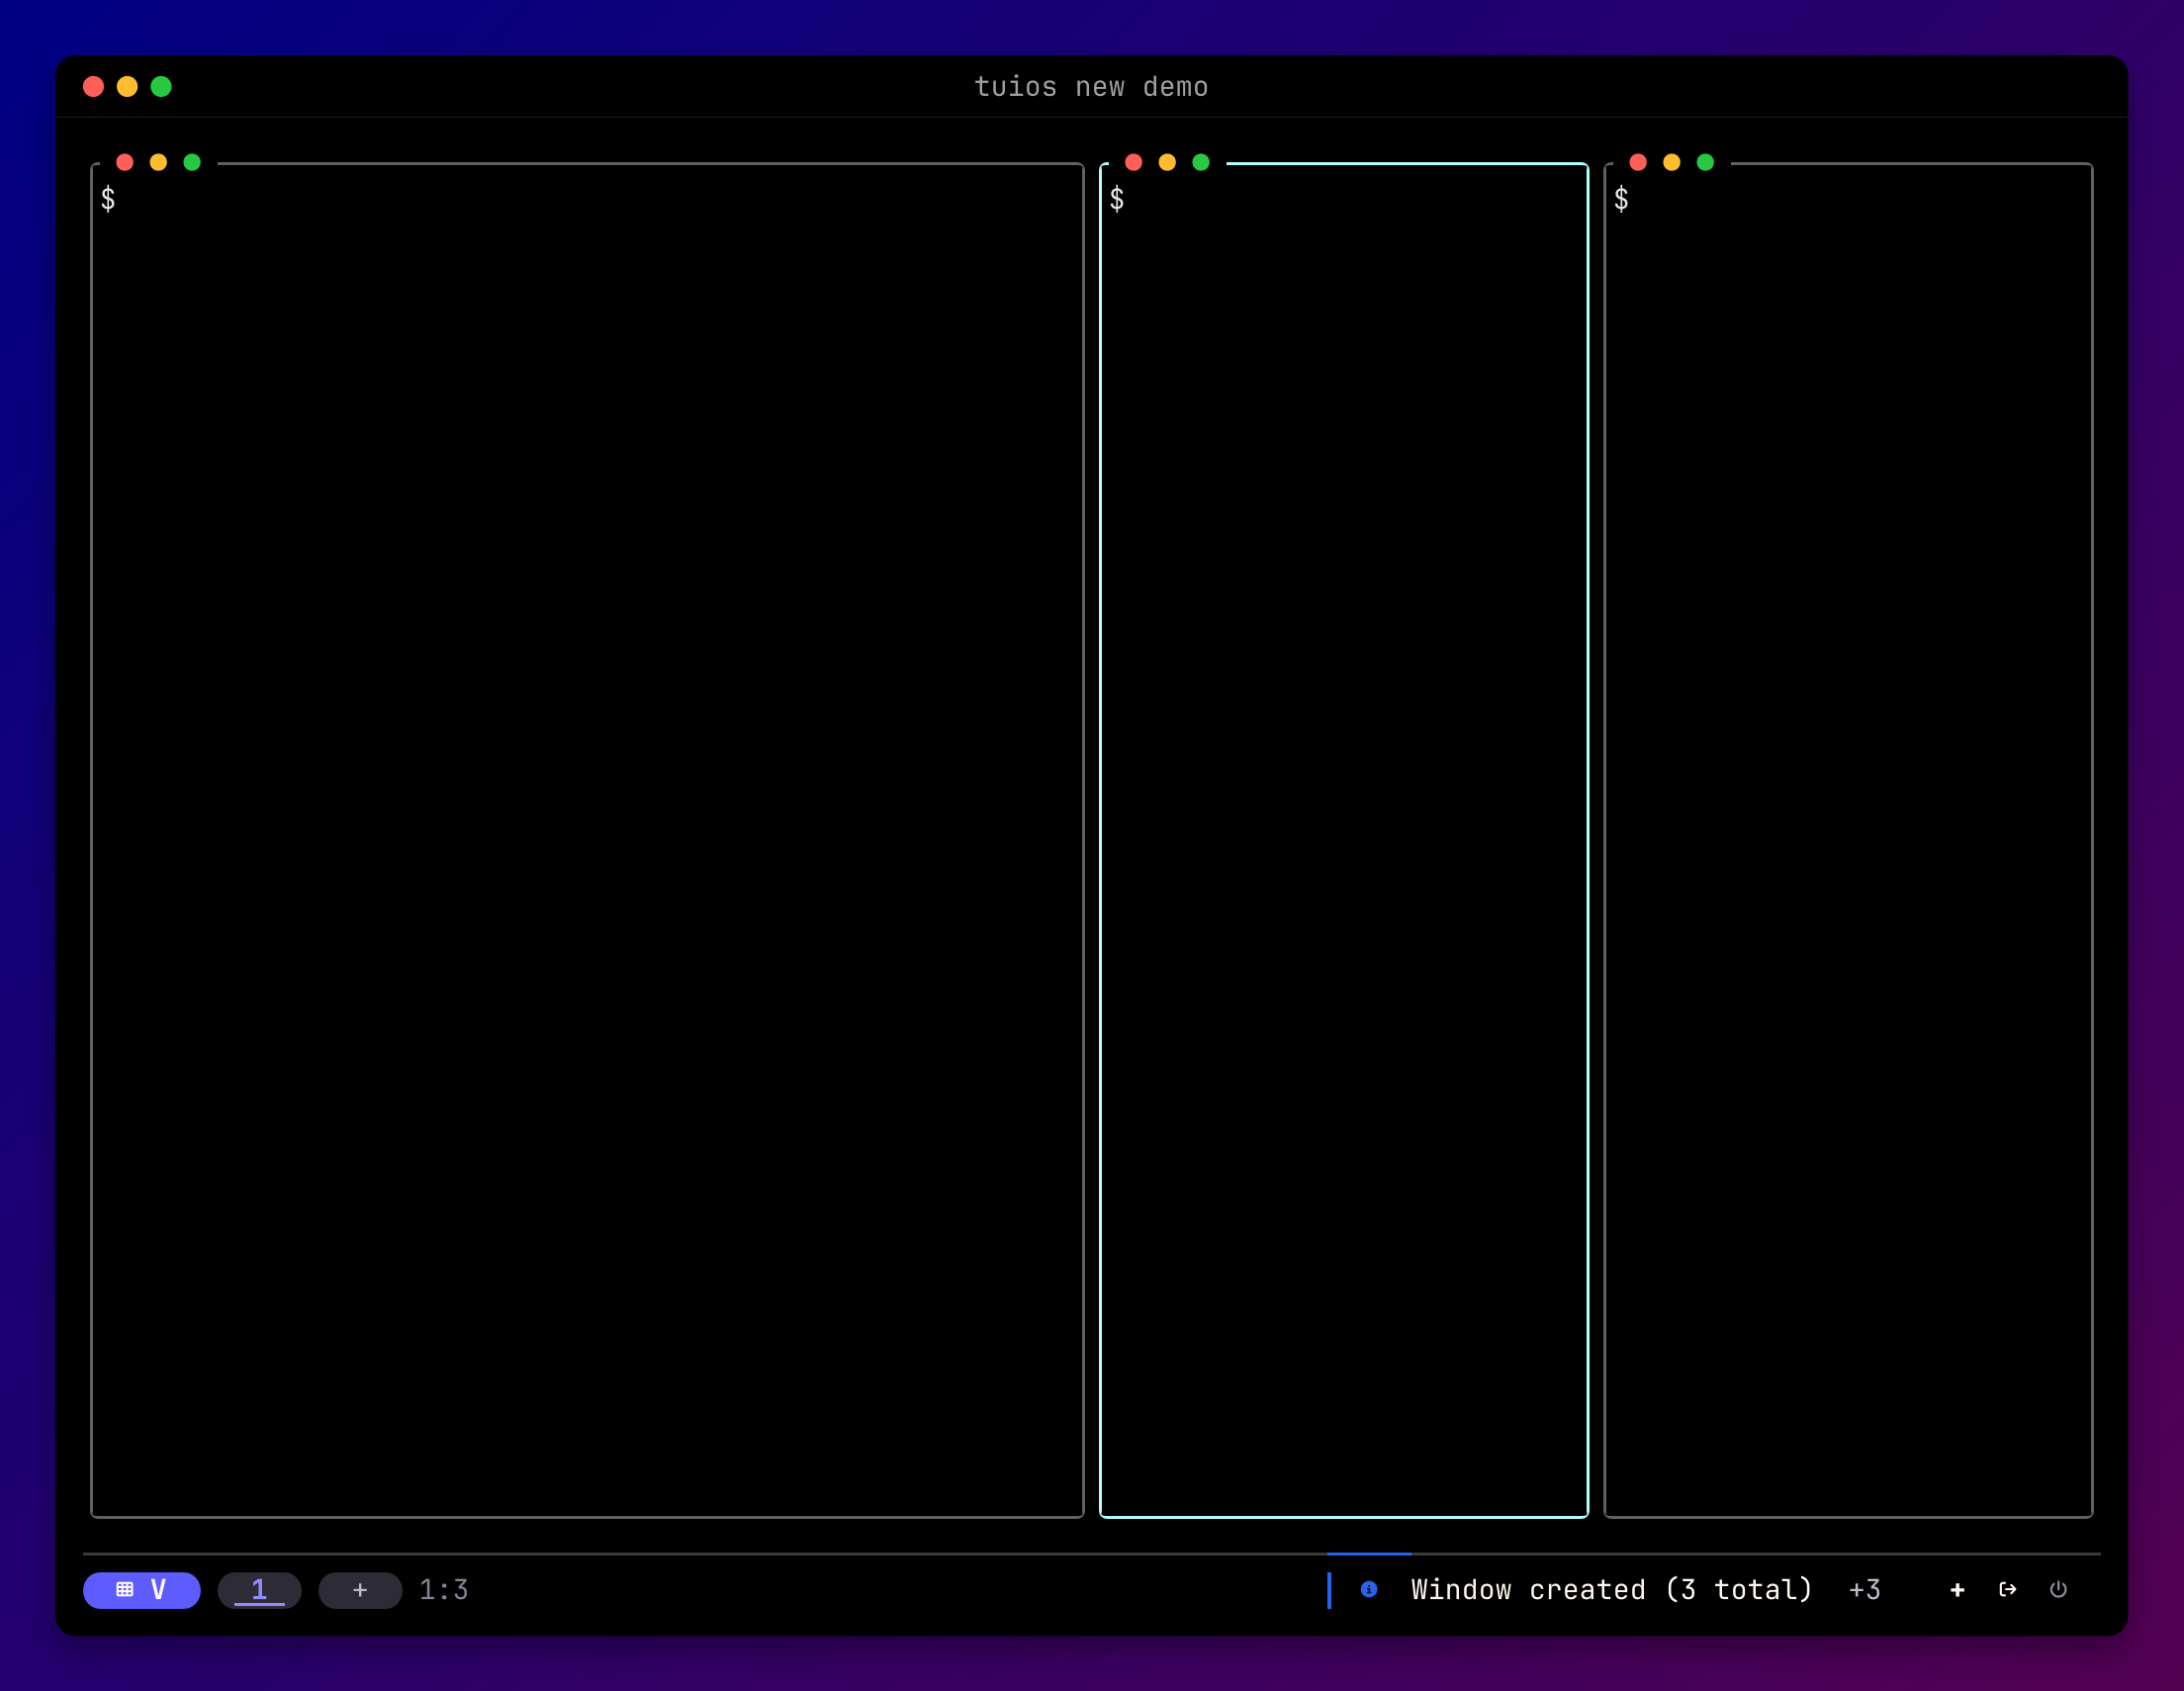 tuios new demo
$ $ $
V 1 + 1:3 Window created (3 total) +3 +